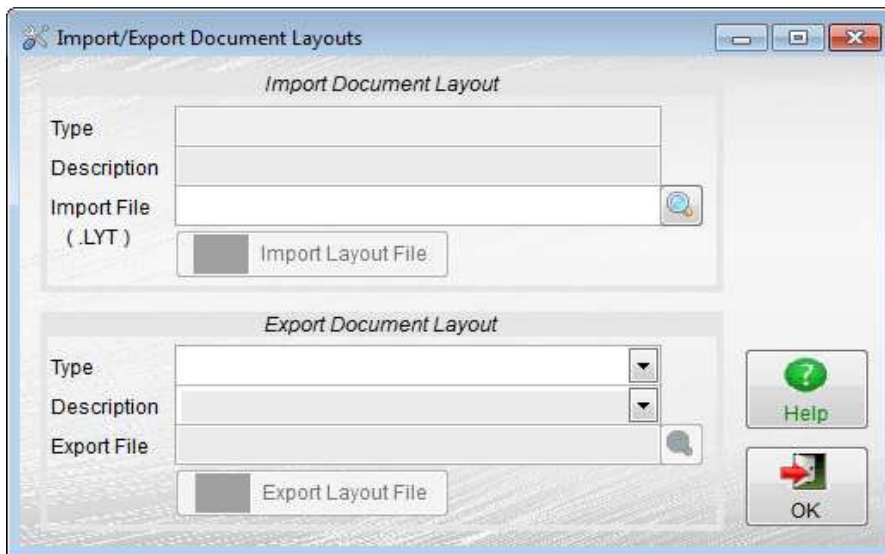 Import/Export Document Layouts
Import Document Layout
Type
Description
Import File
( .LYT )
Import Layout File
Export Document Layout
Type
Description
Export File
Export Layout File
Help
OK